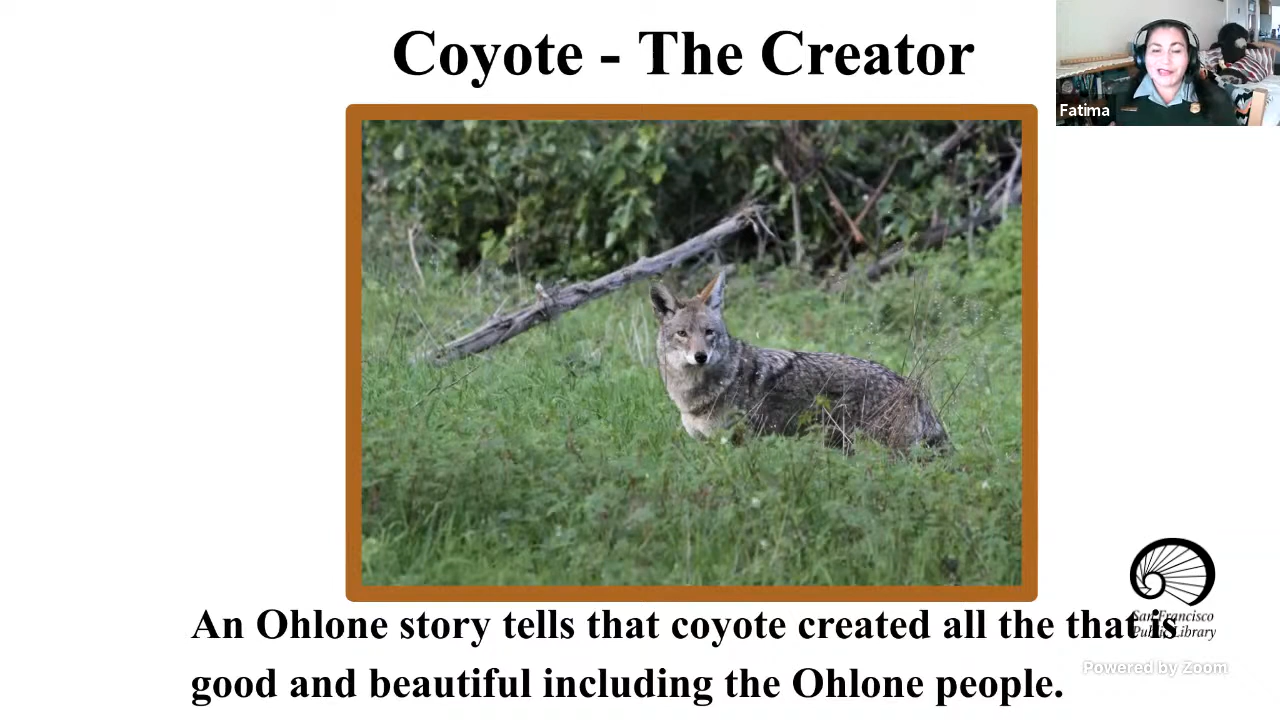 Coyote - The Creator
Fatima
An Ohlone story tells that coyote created all the that is
San Francisco
Public Library
good and beautiful including the Ohlone people.
Powered by Zoom